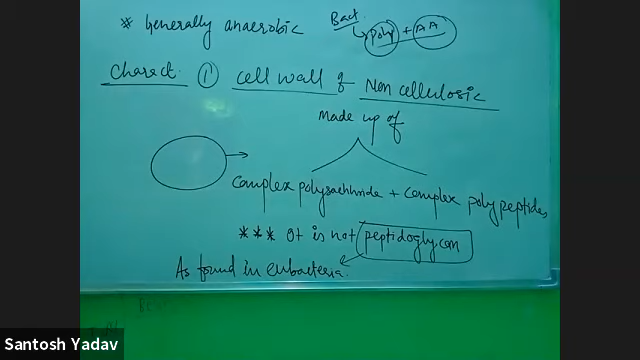 * Generally anaerobic
Bact
poly + AA
Charact. ① Cell wall of Non cellulosic
Made up of
Complex polysachhride + Complex polypeptides
*** It is not peptidoglycan
As found in eubacteria.
Santosh Yadav